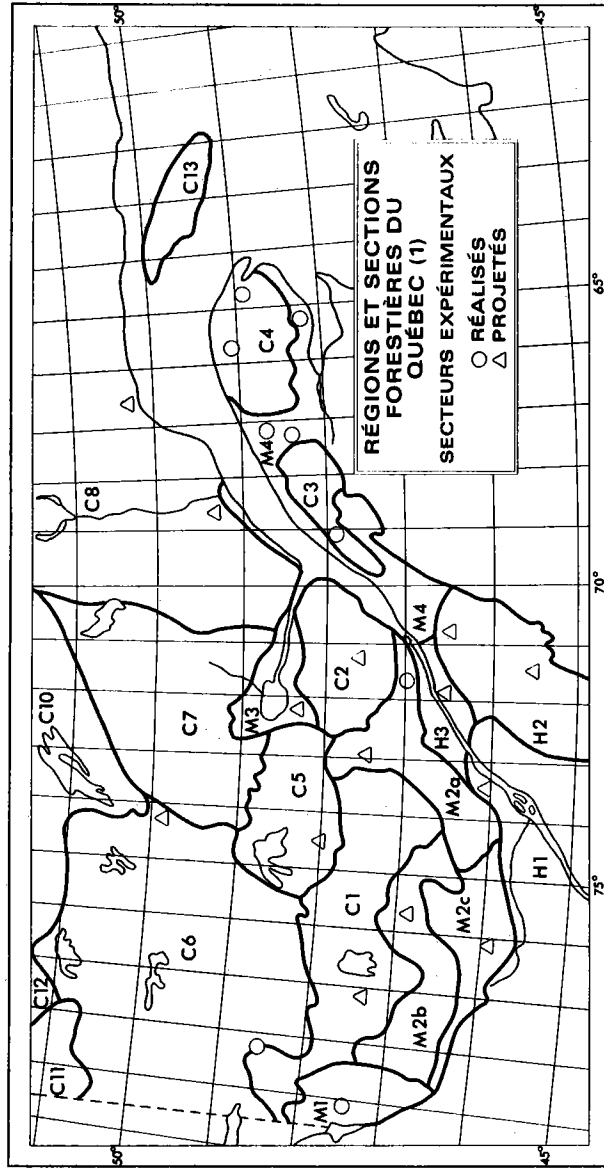 RÉGIONS ET SECTIONS
FORESTIÈRES DU
QUÉBEC (1)
SECTEURS EXPÉRIMENTAUX
○ RÉALISÉS
△ PROJETÉS
50°
45°
50°
45°
65°
70°
75°
C13
C4
M4
C3
C8
C10
C7
M3
C2
M4
H3
H2
C5
M2a
H1
C12
C11
C6
C1
M2c
M2b
M1